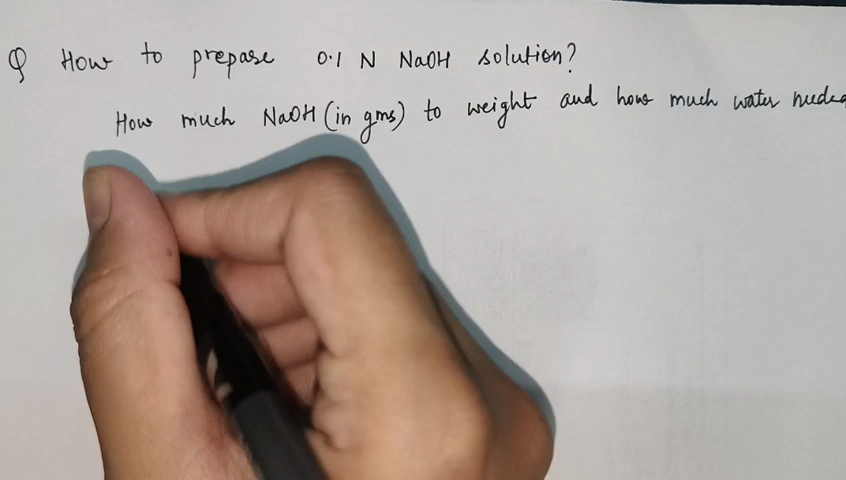 Q How to prepare 0.1 N NaOH solution?
How much NaOH (in gms) to weight and how much water